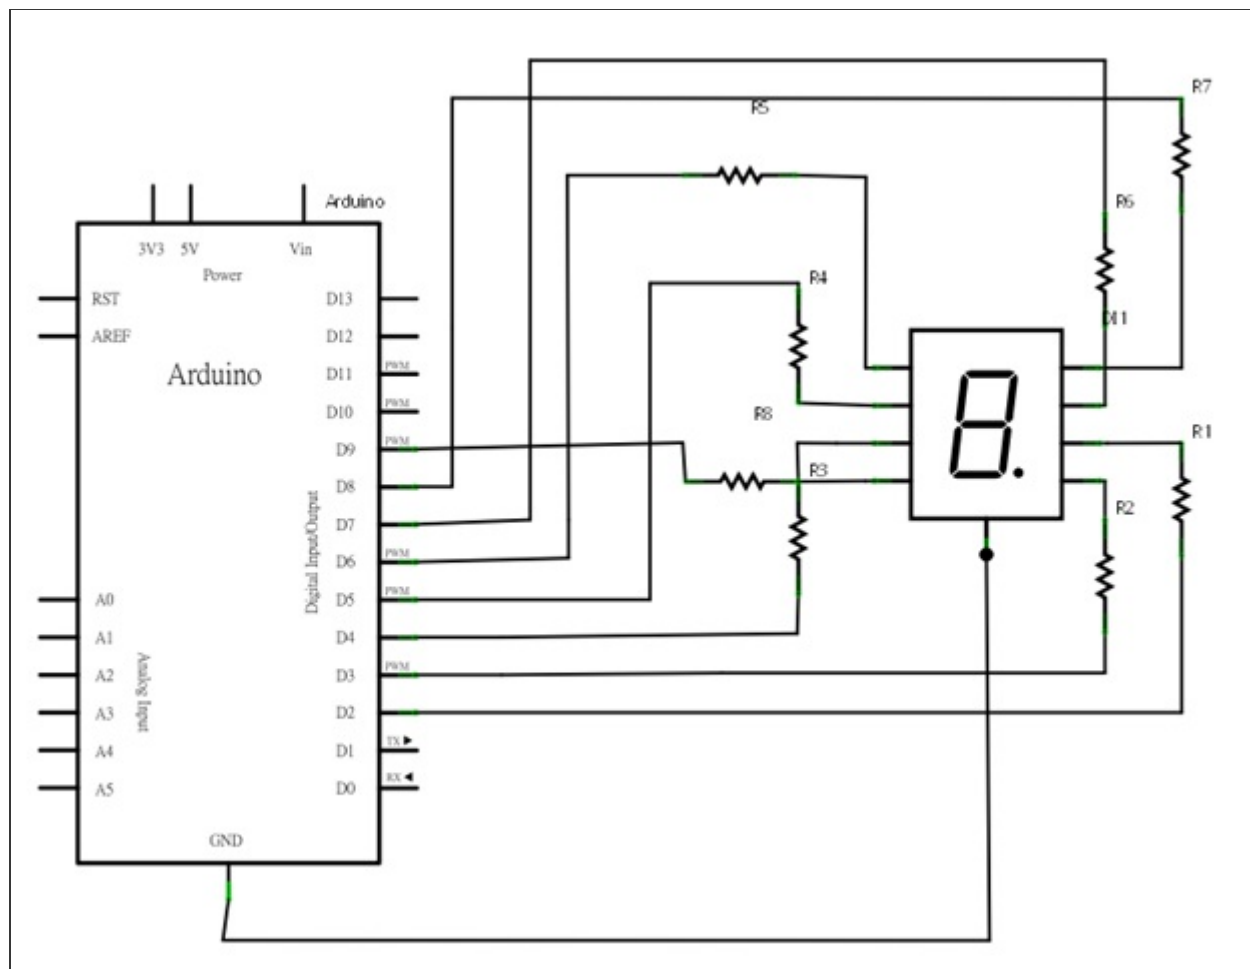 R7
R5
Arduino
R6
3V3 5V Vin
Power
R4
RST D13
AREF D12
Arduino
D11 PWM
D10 PWM
R8
R1
D9 PWM
R3
D8
R2
Digital Input/Output
D7
D6 PWM
A0 D5 PWM
A1 D4
A2 D3 PWM
Analog Input
A3 D2
A4 D1 TX
A5 D0 RX
GND